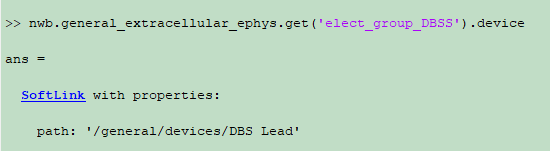 >> nwb.general_extracellular_ephys.get('elect_group_DBSS').device
ans =
SoftLink with properties:
path: '/general/devices/DBS Lead'